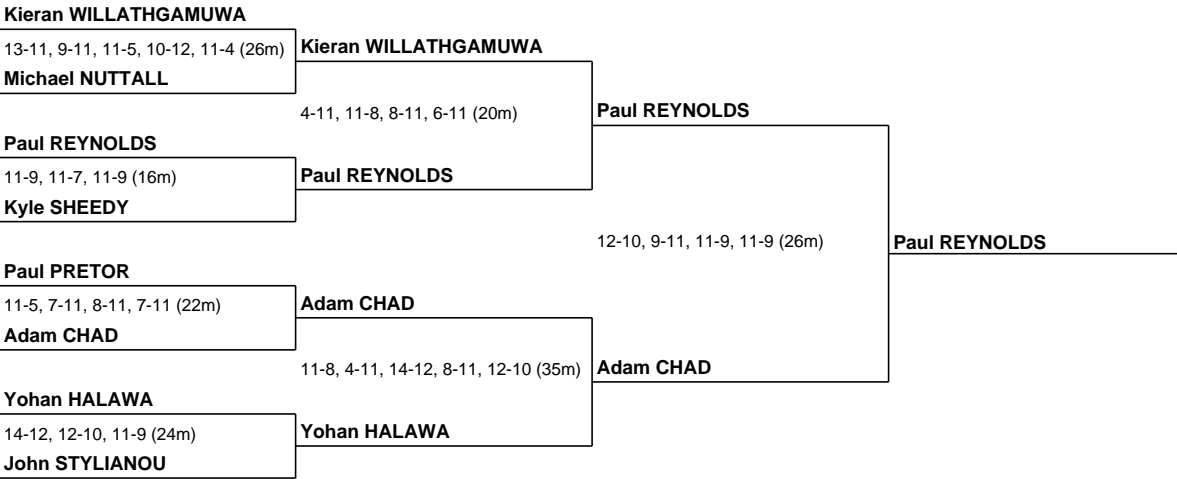 Kieran WILLATHGAMUWA
13-11, 9-11, 11-5, 10-12, 11-4 (26m)
Kieran WILLATHGAMUWA
Michael NUTTALL
4-11, 11-8, 8-11, 6-11 (20m)
Paul REYNOLDS
Paul REYNOLDS
11-9, 11-7, 11-9 (16m)
Paul REYNOLDS
Kyle SHEEDY
12-10, 9-11, 11-9, 11-9 (26m)
Paul REYNOLDS
Paul PRETOR
11-5, 7-11, 8-11, 7-11 (22m)
Adam CHAD
Adam CHAD
11-8, 4-11, 14-12, 8-11, 12-10 (35m)
Adam CHAD
Yohan HALAWA
14-12, 12-10, 11-9 (24m)
Yohan HALAWA
John STYLIANOU